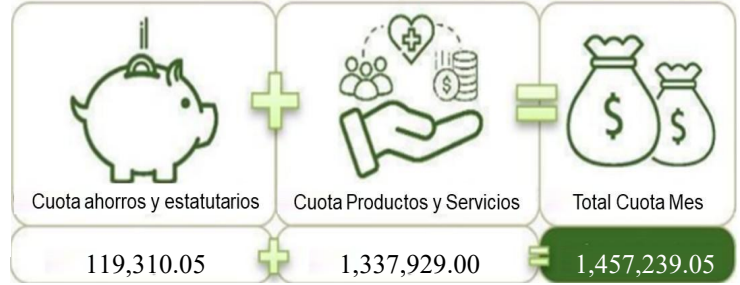 Cuota ahorros y estatutarios
Cuota Productos y Servicios
Total Cuota Mes
119,310.05
1,337,929.00
1,457,239.05